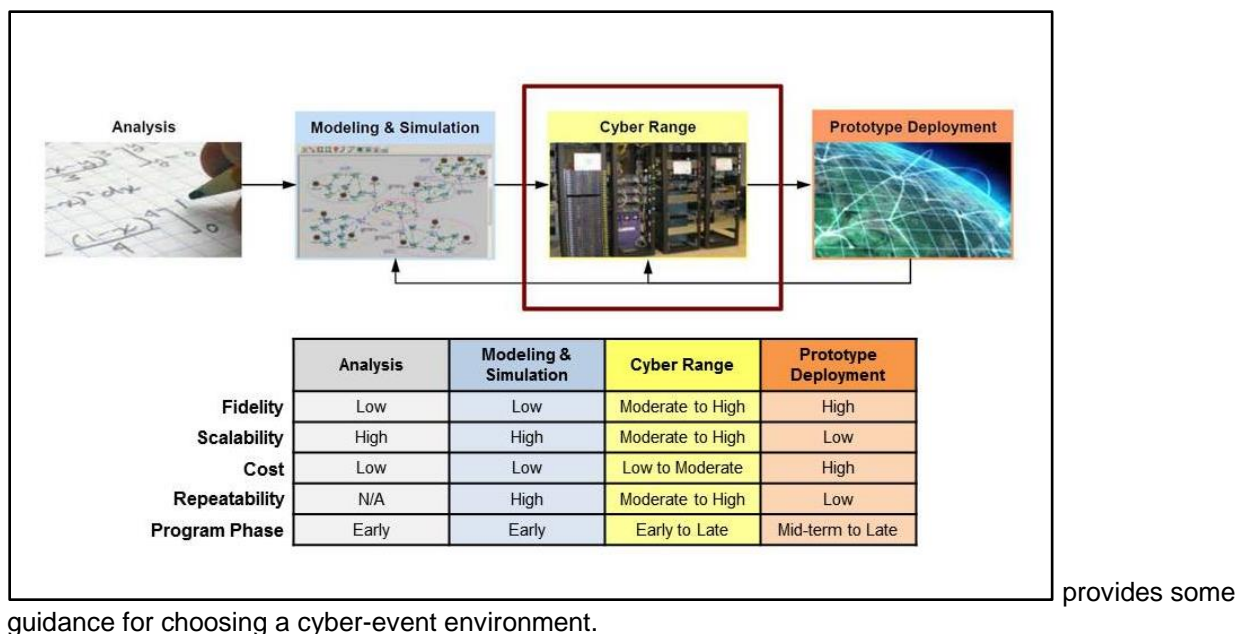 Analysis
Modeling & Simulation
Cyber Range
Prototype Deployment
Analysis
Modeling &
Simulation
Cyber Range
Prototype
Deployment
Fidelity Low Low Moderate to High High
Scalability High High Moderate to High Low
Cost Low Low Low to Moderate High
Repeatability N/A High Moderate to High Low
Program Phase Early Early Early to Late Mid-term to Late
provides some
guidance for choosing a cyber-event environment.